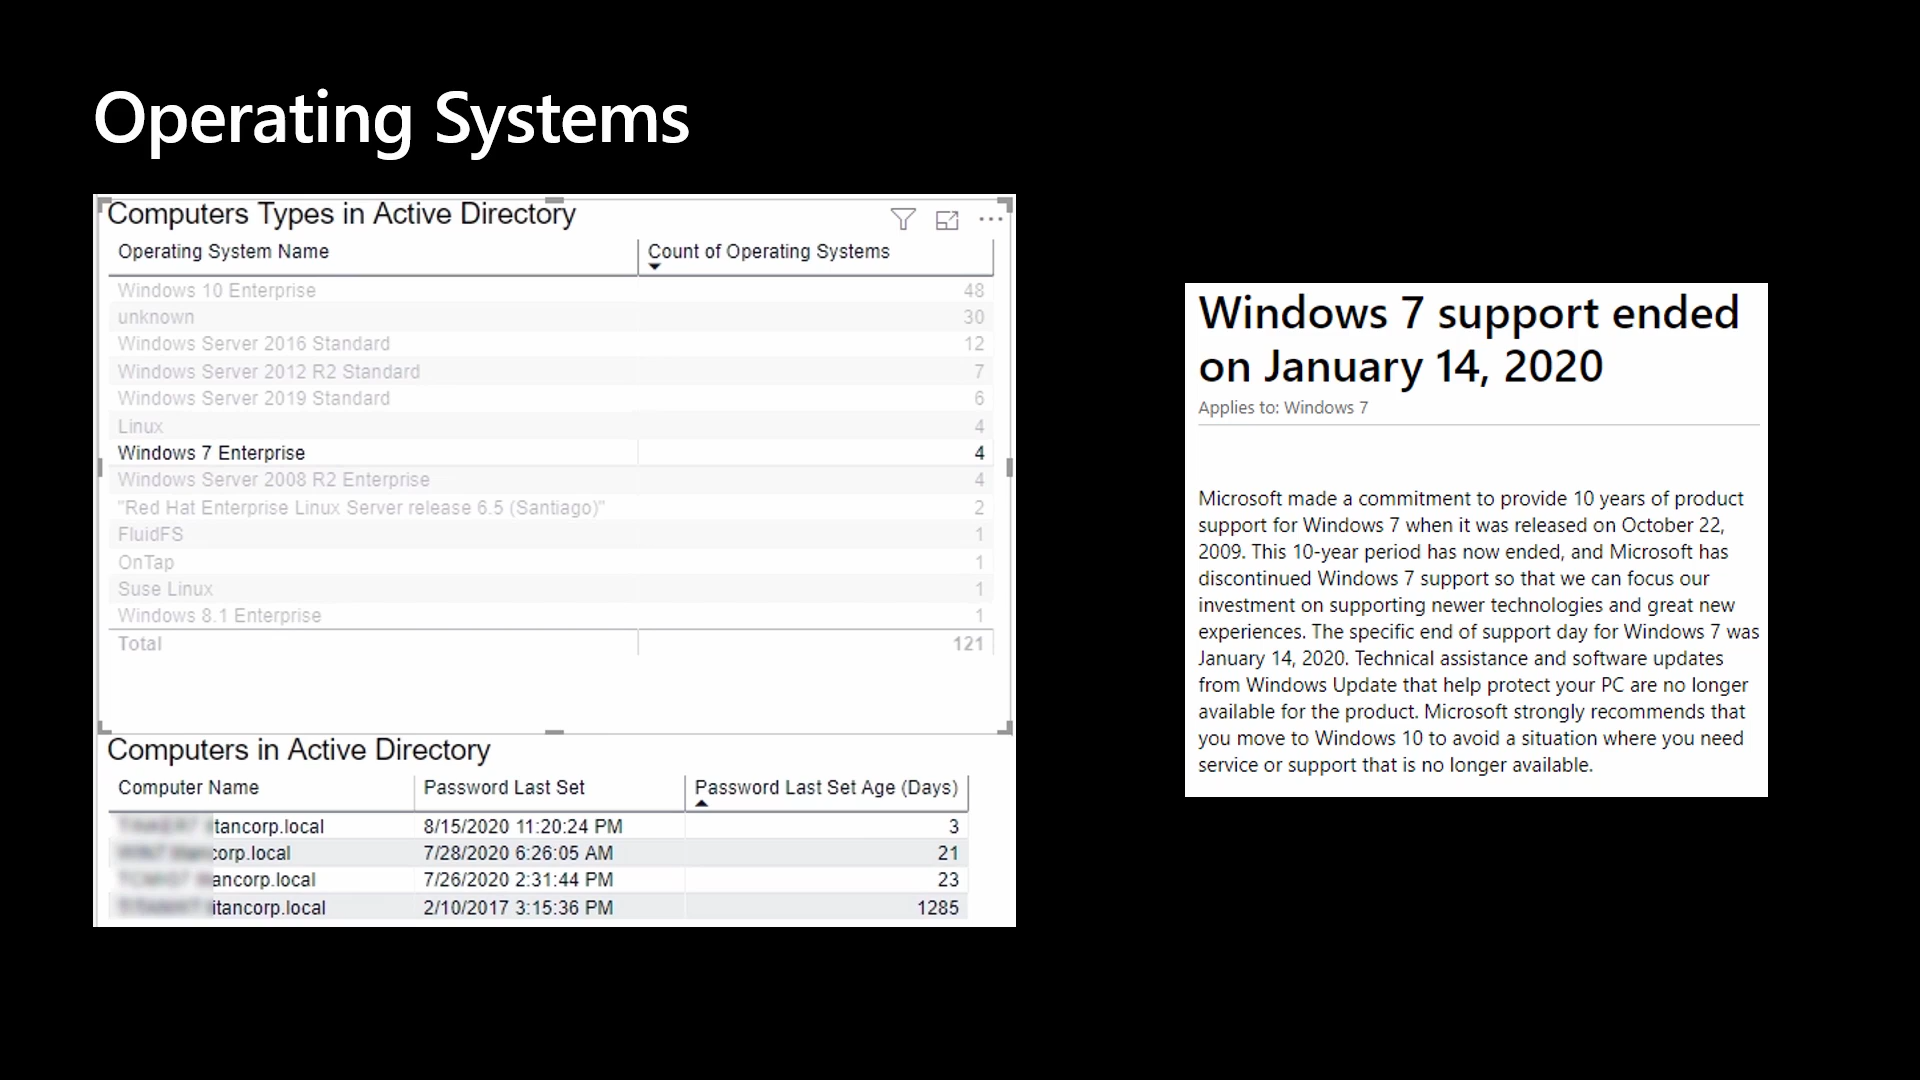 Operating Systems
Computers Types in Active Directory
Operating System Name Count of Operating Systems
Windows 10 Enterprise 48
unknown 30
Windows Server 2016 Standard 12
Windows Server 2012 R2 Standard 7
Windows Server 2019 Standard 6
Linux 4
Windows 7 Enterprise 4
Windows Server 2008 R2 Enterprise 4
"Red Hat Enterprise Linux Server release 6.5 (Santiago)" 2
FluidFS 1
OnTap 1
Suse Linux 1
Windows 8.1 Enterprise 1
Total 121
Computers in Active Directory
Computer Name Password Last Set Password Last Set Age (Days)
tancorp.local 8/15/2020 11:20:24 PM 3
corp.local 7/28/2020 6:26:05 AM 21
ancorp.local 7/26/2020 2:31:44 PM 23
itancorp.local 2/10/2017 3:15:36 PM 1285
Windows 7 support ended
on January 14, 2020
Applies to: Windows 7
Microsoft made a commitment to provide 10 years of product
support for Windows 7 when it was released on October 22,
2009. This 10-year period has now ended, and Microsoft has
discontinued Windows 7 support so that we can focus our
investment on supporting newer technologies and great new
experiences. The specific end of support day for Windows 7 was
January 14, 2020. Technical assistance and software updates
from Windows Update that help protect your PC are no longer
available for the product. Microsoft strongly recommends that
you move to Windows 10 to avoid a situation where you need
service or support that is no longer available.